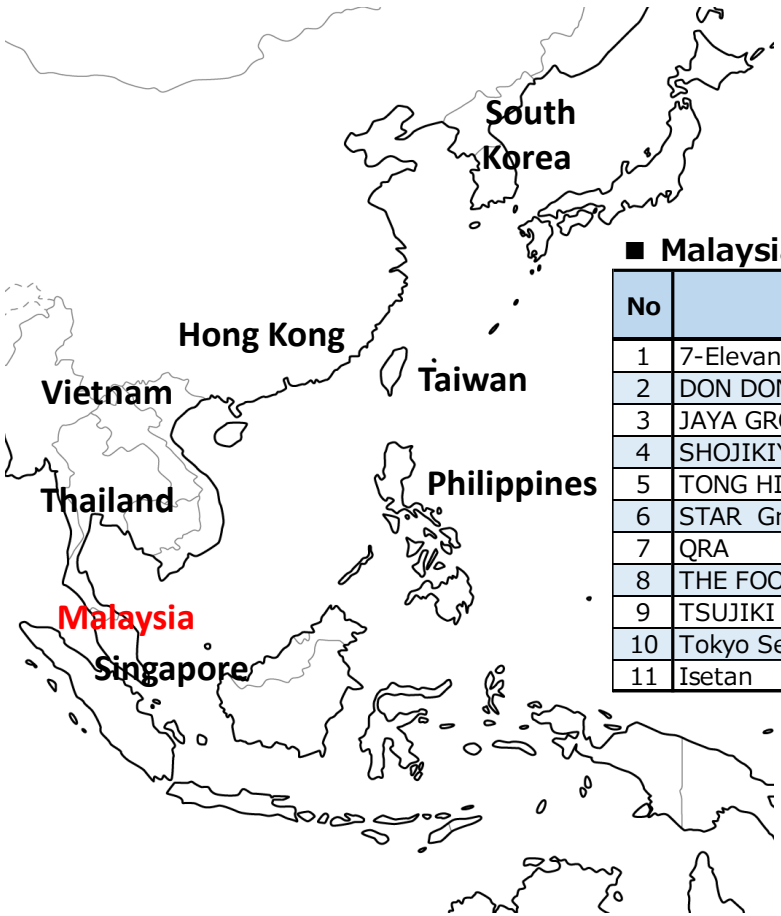 South
Korea
Hong Kong
Taiwan
Vietnam
Philippines
Thailand
Malaysia
Singapore
■ Malaysia
No
1 7-Elevan
2 DON DON
3 JAYA GRO
4 SHOJIKIY
5 TONG HI
6 STAR Gr
7 QRA
8 THE FOO
9 TSUJIKI
10 Tokyo Se
11 Isetan